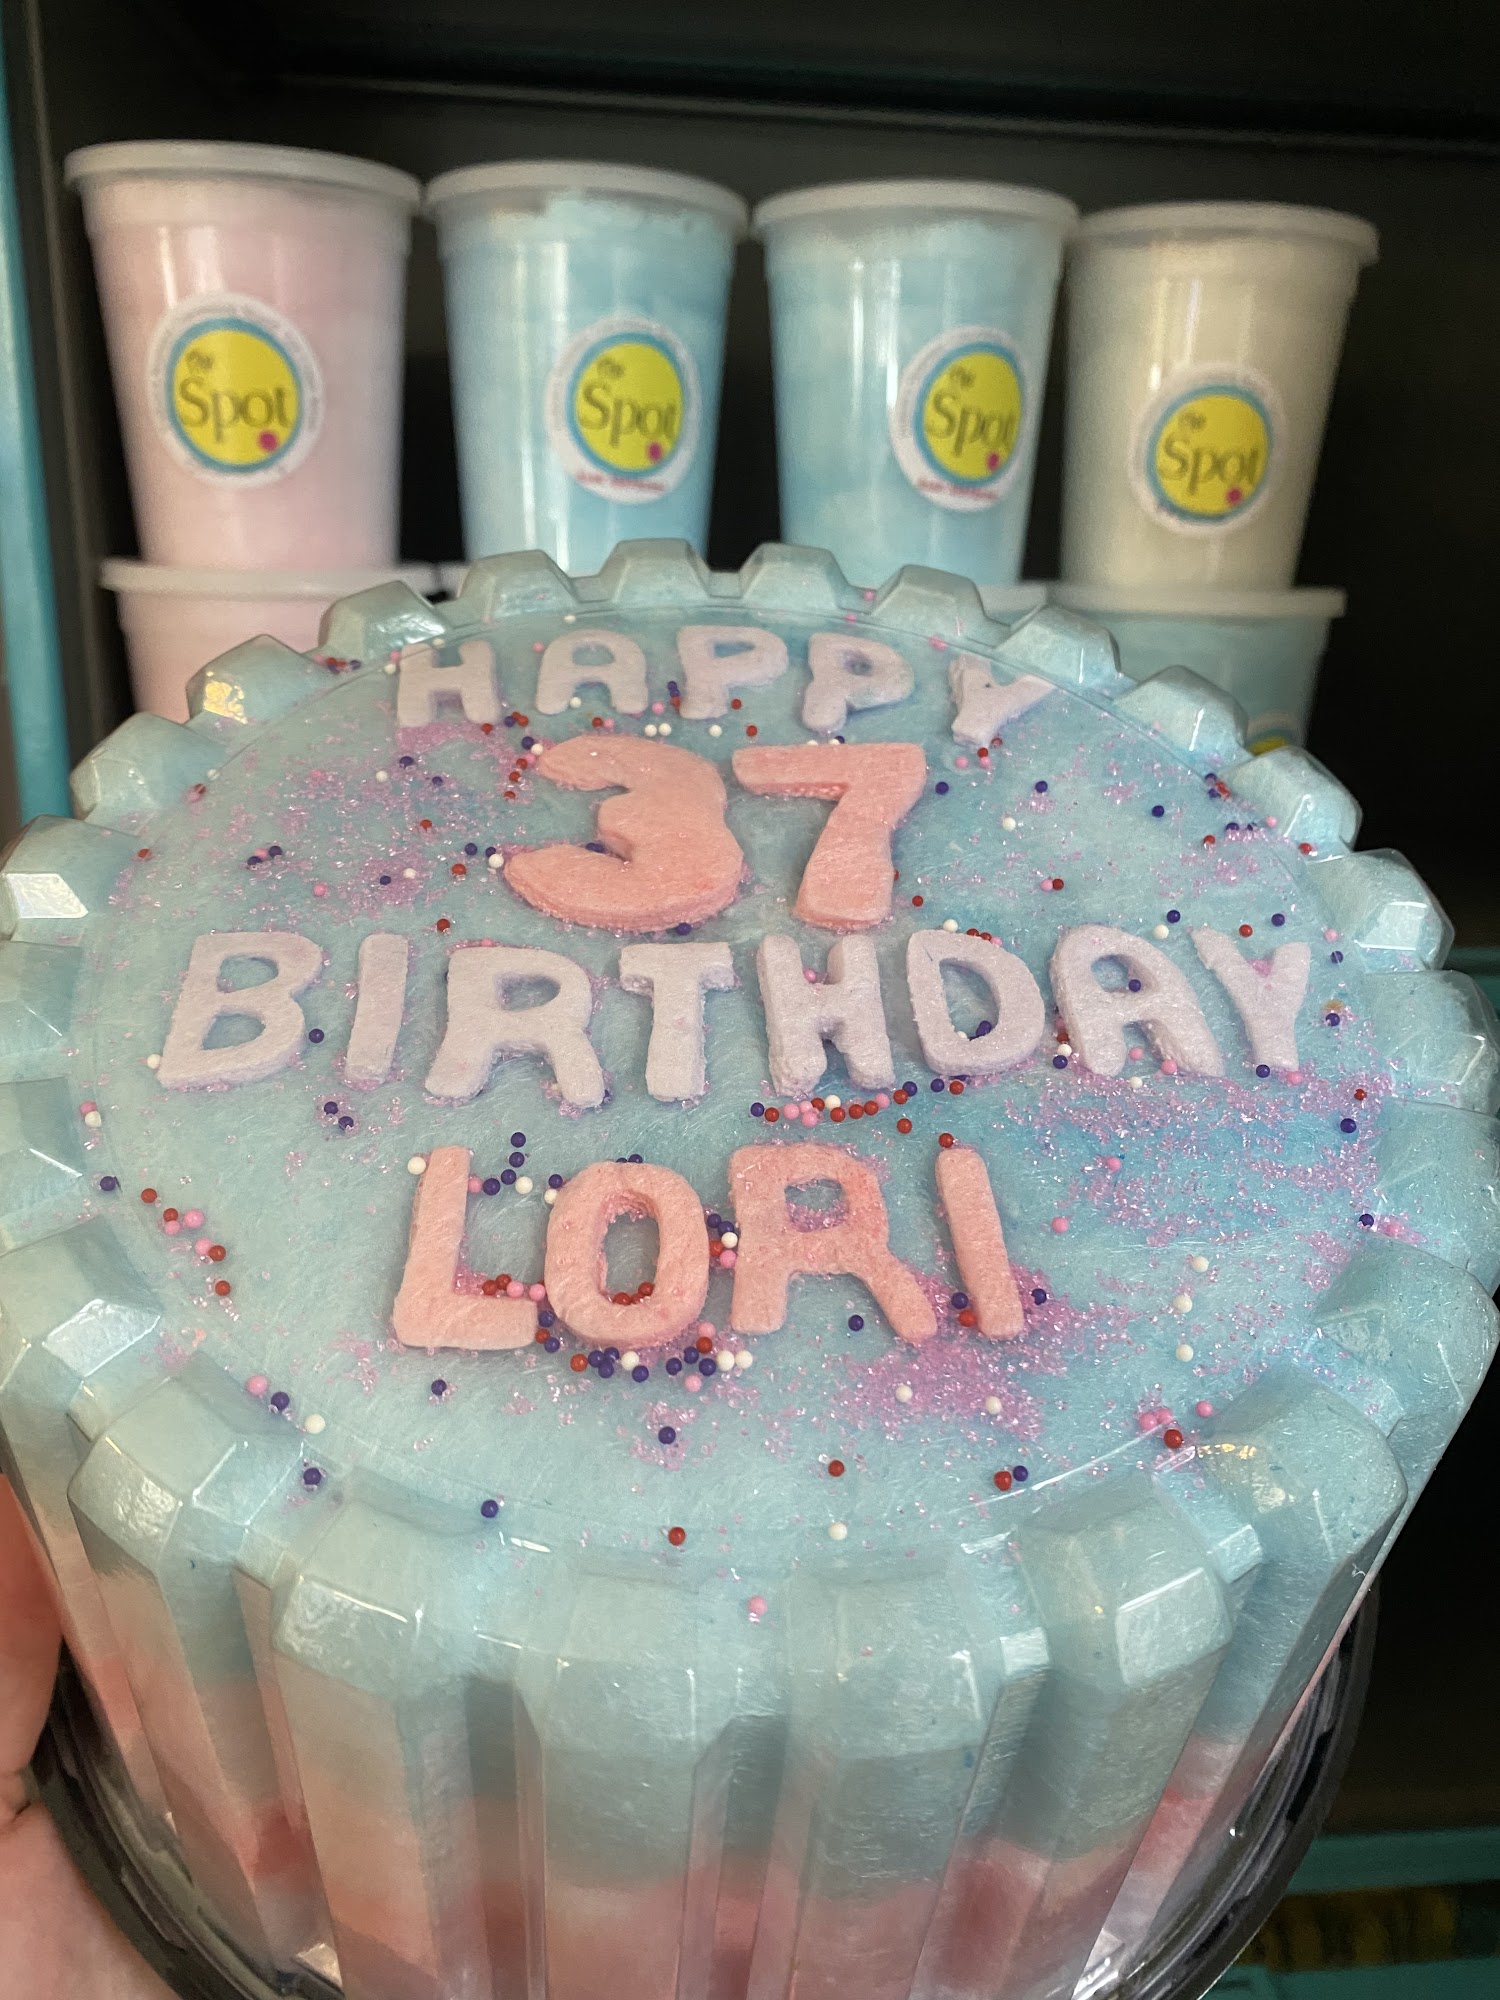 the
Spot
the
Spot
the
Spot
the
Spot
HAPPY
37
BIRTHDAY
LORI